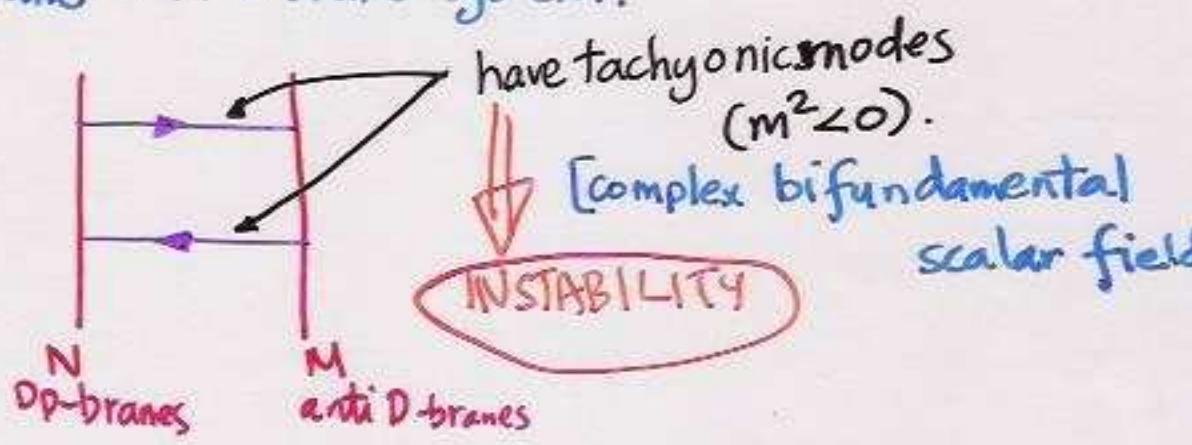 have tachyonic modes
(m²<0).
[complex bifundamental
scalar field
INSTABILITY
N
Dp-branes
M
anti D-branes